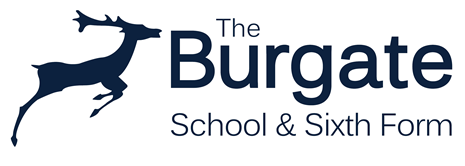 The
Burgate
School & Sixth Form